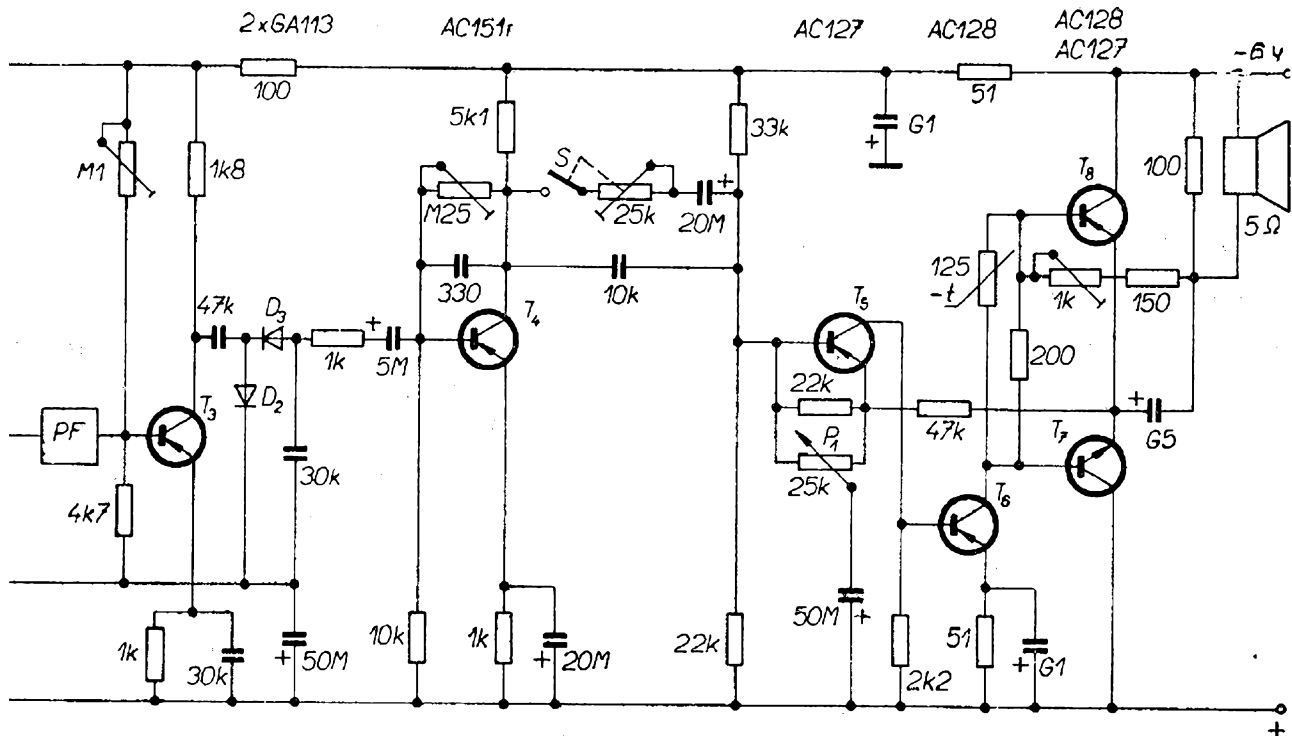 2xGA113 AC151r AC127 AC128 AC128
AC127
-6V
100
51
5k1
33k
G1
+
M1
1k8
S
M25
25k
+
20M
T8
100
5Ω
125
-t
1k
150
330
10k
47k
D3
1k
+
5M
T4
T5
200
D2
22k
PF
T3
47k
+
G5
T7
P1
25k
30k
4k7
T6
1k
30k
+
50M
10k
1k
+
20M
22k
50M
+
2k2
51
+
G1
+